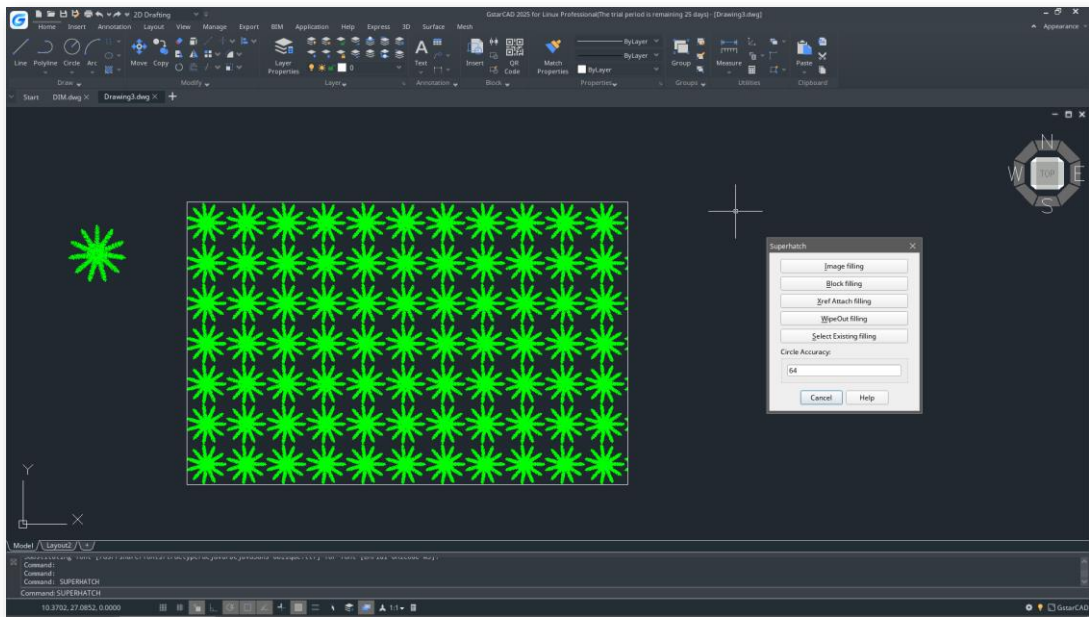 2D Drafting
GstarCAD 2025 for Linux Professional(The trial period is remaining 25 days) - [Drawing3.dwg]
Home Insert Annotation Layout View Manage Export BIM Application Help Express 3D Surface Mesh
Appearance
Line Polyline Circle Arc
Move Copy
Layer Properties
0
Text
Insert
QR Code
Match Properties
ByLayer
ByLayer
ByLayer
Group
Measure
Paste
Draw Modify Layer Annotation Block Properties Groups Utilities Clipboard
Start DIM.dwg Drawing3.dwg
N
W TOP E
S
Superhatch
Image filling
Block filling
Xref Attach filling
WipeOut filling
Select Existing filling
Circle Accuracy:
64
Cancel Help
Y
X
Model Layout2 +
Command:
Command:
Command: SUPERHATCH
Command: SUPERHATCH
10.3702, 27.0852, 0.0000
1:1
GstarCAD